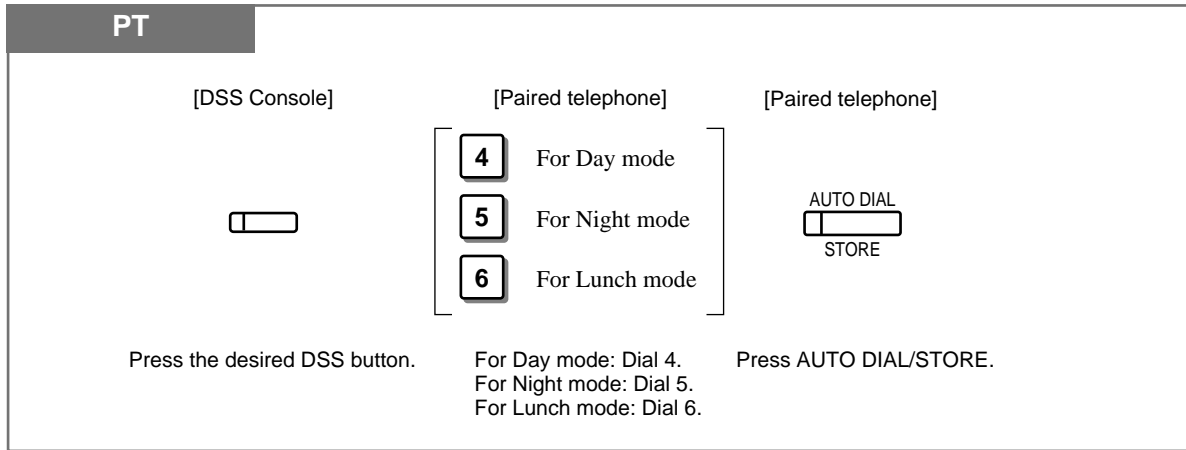 PT
[DSS Console]
[Paired telephone]
[Paired telephone]
4 For Day mode
5 For Night mode
6 For Lunch mode
AUTO DIAL
STORE
Press the desired DSS button.
For Day mode: Dial 4.
For Night mode: Dial 5.
For Lunch mode: Dial 6.
Press AUTO DIAL/STORE.